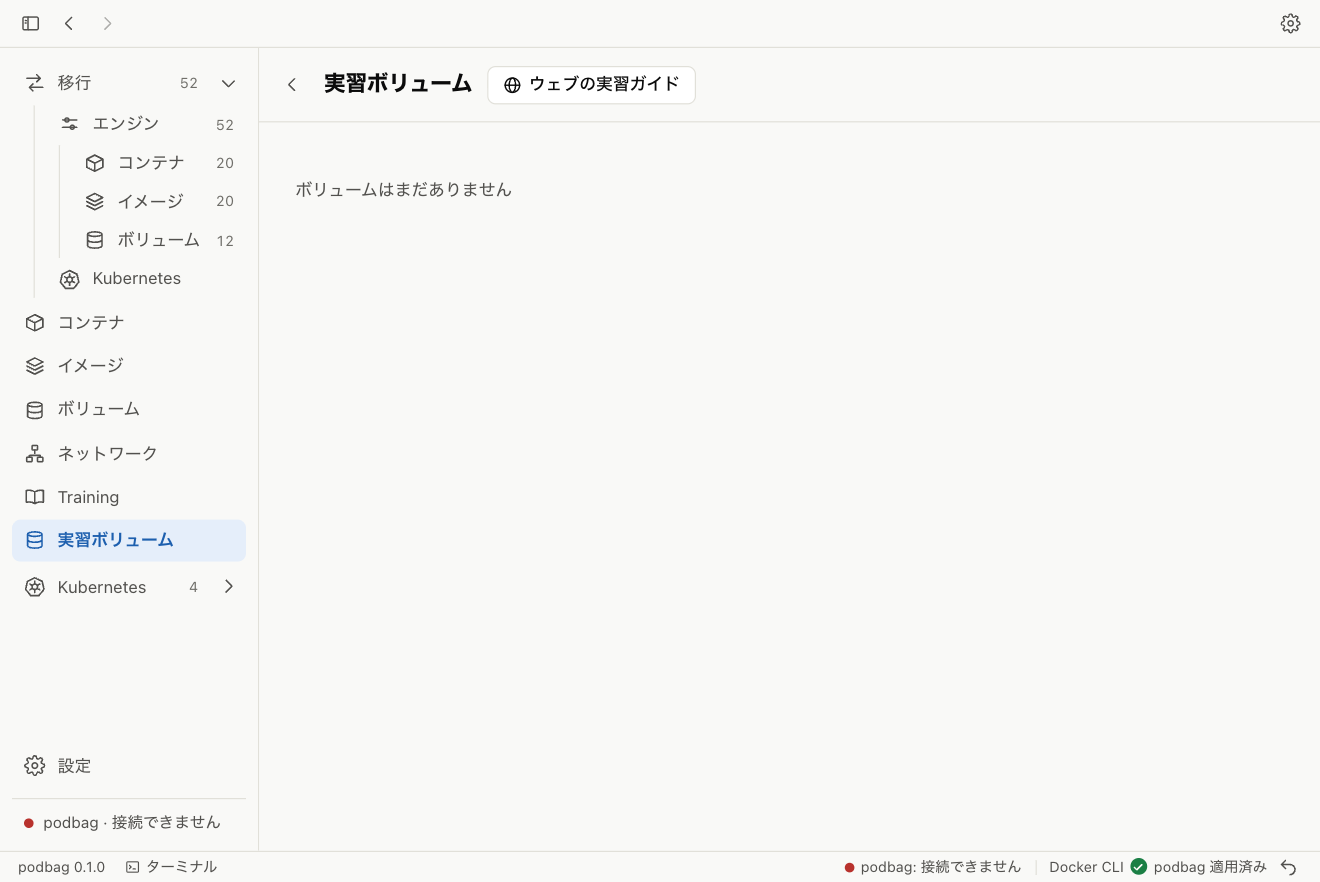 移行 52
エンジン 52
コンテナ 20
イメージ 20
ボリューム 12
Kubernetes
コンテナ
イメージ
ボリューム
ネットワーク
Training
実習ボリューム
Kubernetes 4
設定
podbag · 接続できません
実習ボリューム ウェブの実習ガイド
ボリュームはまだありません
podbag 0.1.0 ターミナル podbag: 接続できません Docker CLI podbag 適用済み